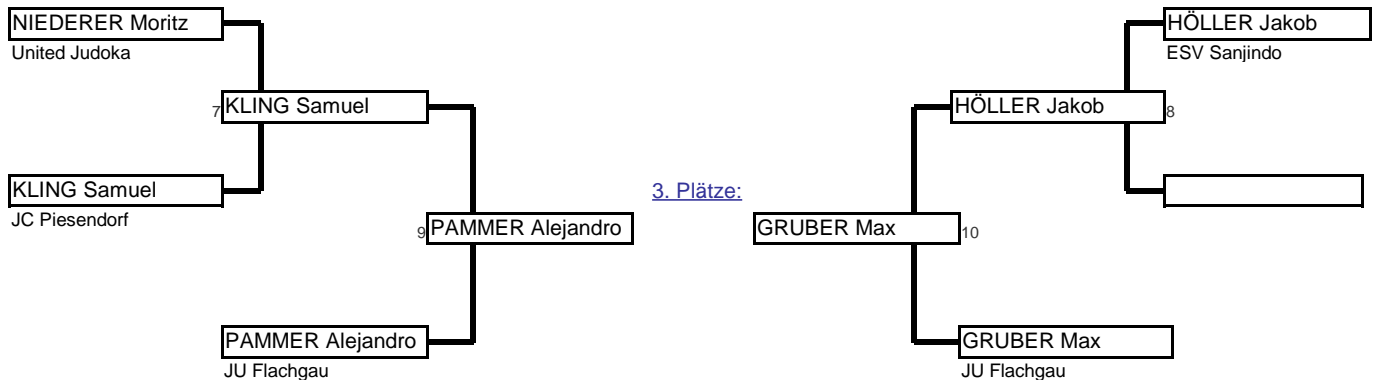 NIEDERER Moritz
United Judoka
HÖLLER Jakob
ESV Sanjindo
7 KLING Samuel
HÖLLER Jakob 8
KLING Samuel
JC Piesendorf
3. Plätze:
9 PAMMER Alejandro
GRUBER Max 10
PAMMER Alejandro
JU Flachgau
GRUBER Max
JU Flachgau